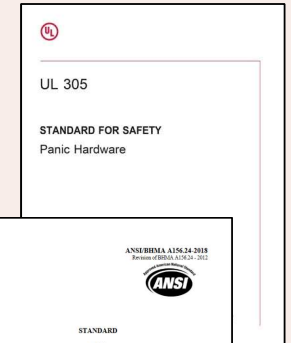 UL
UL 305
STANDARD FOR SAFETY
Panic Hardware
ANSI/BHMA A156.24-2018
Revision of BHMA A156.24 - 2012
ANSI
STANDARD